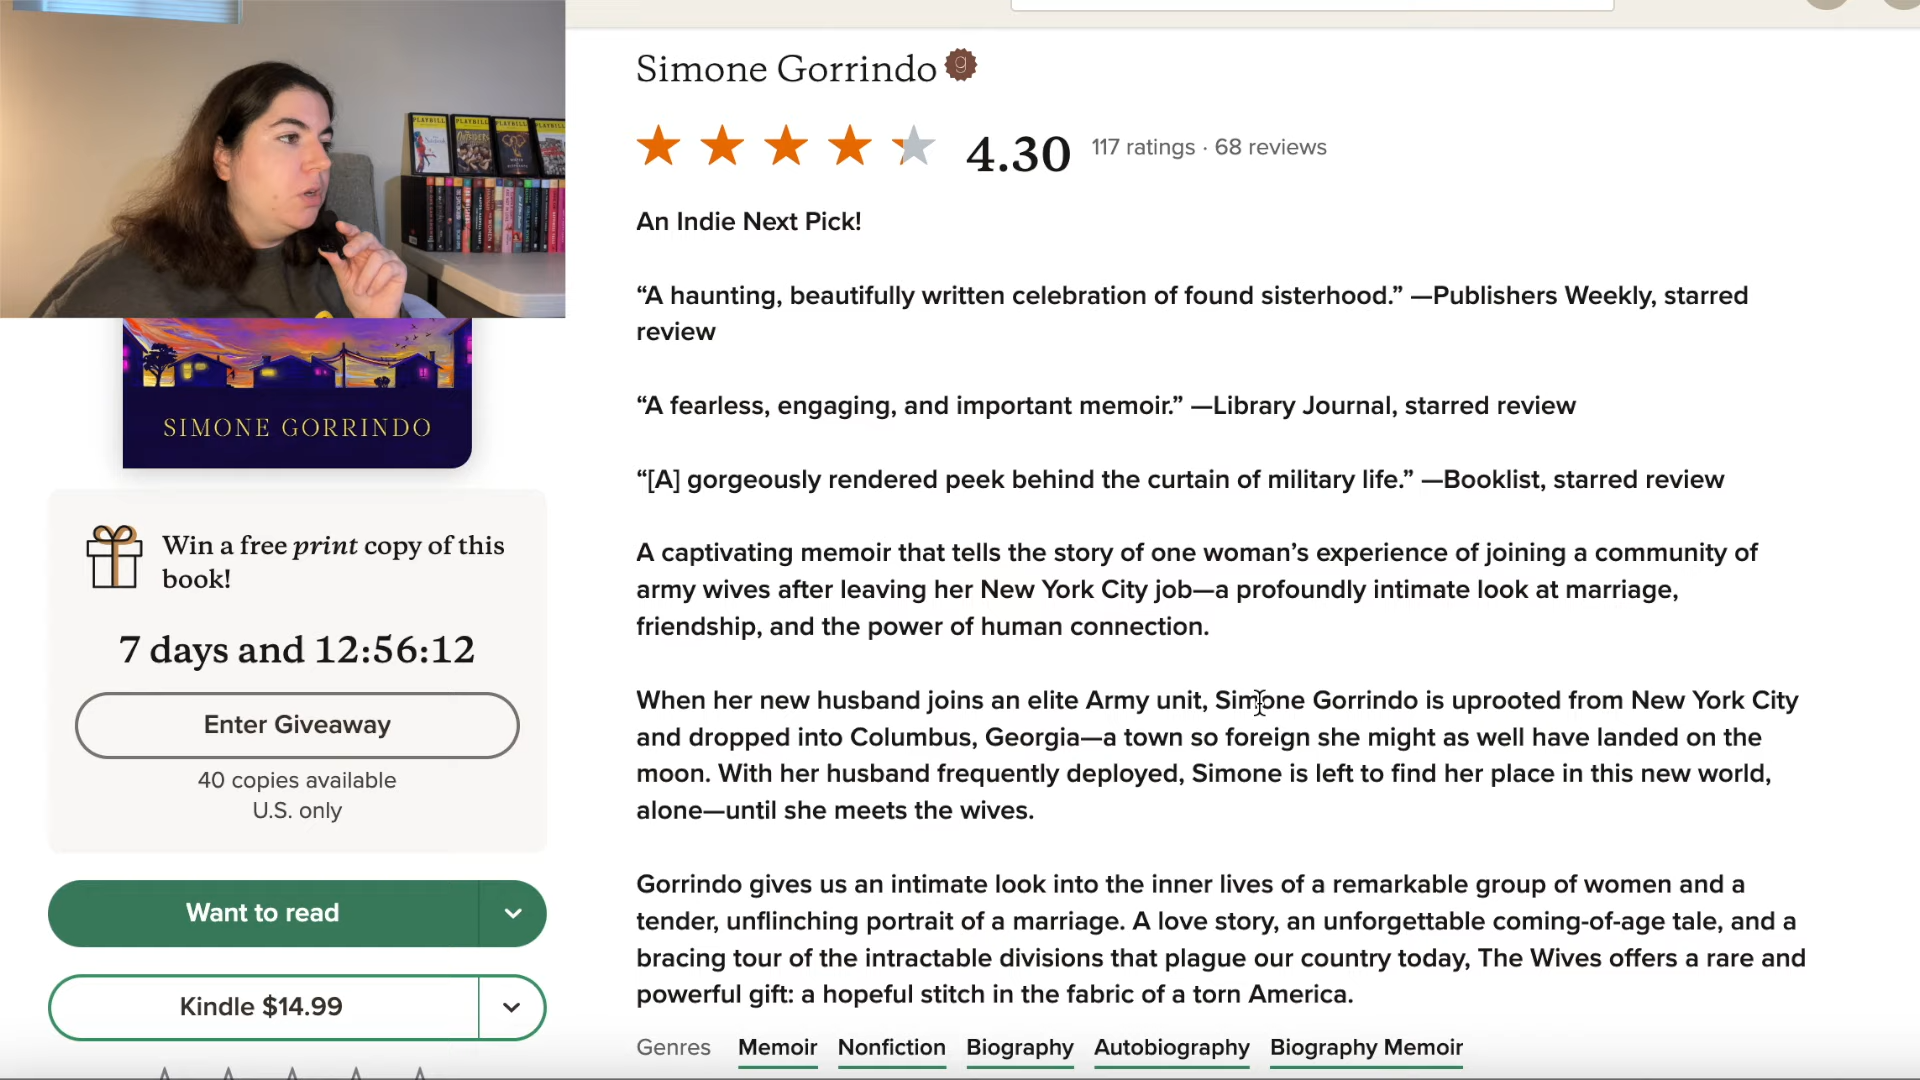 PLAYBILL
PLAYBILL
PLAYBILL
PLAYBILL
Simone Gorrindo
g
4.30
117 ratings · 68 reviews
An Indie Next Pick!
“A haunting, beautifully written celebration of found sisterhood.” —Publishers Weekly, starred
review
“A fearless, engaging, and important memoir.” —Library Journal, starred review
“[A] gorgeously rendered peek behind the curtain of military life.” —Booklist, starred review
A captivating memoir that tells the story of one woman’s experience of joining a community of
army wives after leaving her New York City job—a profoundly intimate look at marriage,
friendship, and the power of human connection.
When her new husband joins an elite Army unit, Simone Gorrindo is uprooted from New York City
and dropped into Columbus, Georgia—a town so foreign she might as well have landed on the
moon. With her husband frequently deployed, Simone is left to find her place in this new world,
alone—until she meets the wives.
Gorrindo gives us an intimate look into the inner lives of a remarkable group of women and a
tender, unflinching portrait of a marriage. A love story, an unforgettable coming-of-age tale, and a
bracing tour of the intractable divisions that plague our country today, The Wives offers a rare and
powerful gift: a hopeful stitch in the fabric of a torn America.
Genres Memoir Nonfiction Biography Autobiography Biography Memoir
SIMONE GORRINDO
Win a free print copy of this
book!
7 days and 12:56:12
Enter Giveaway
40 copies available
U.S. only
Want to read
Kindle $14.99